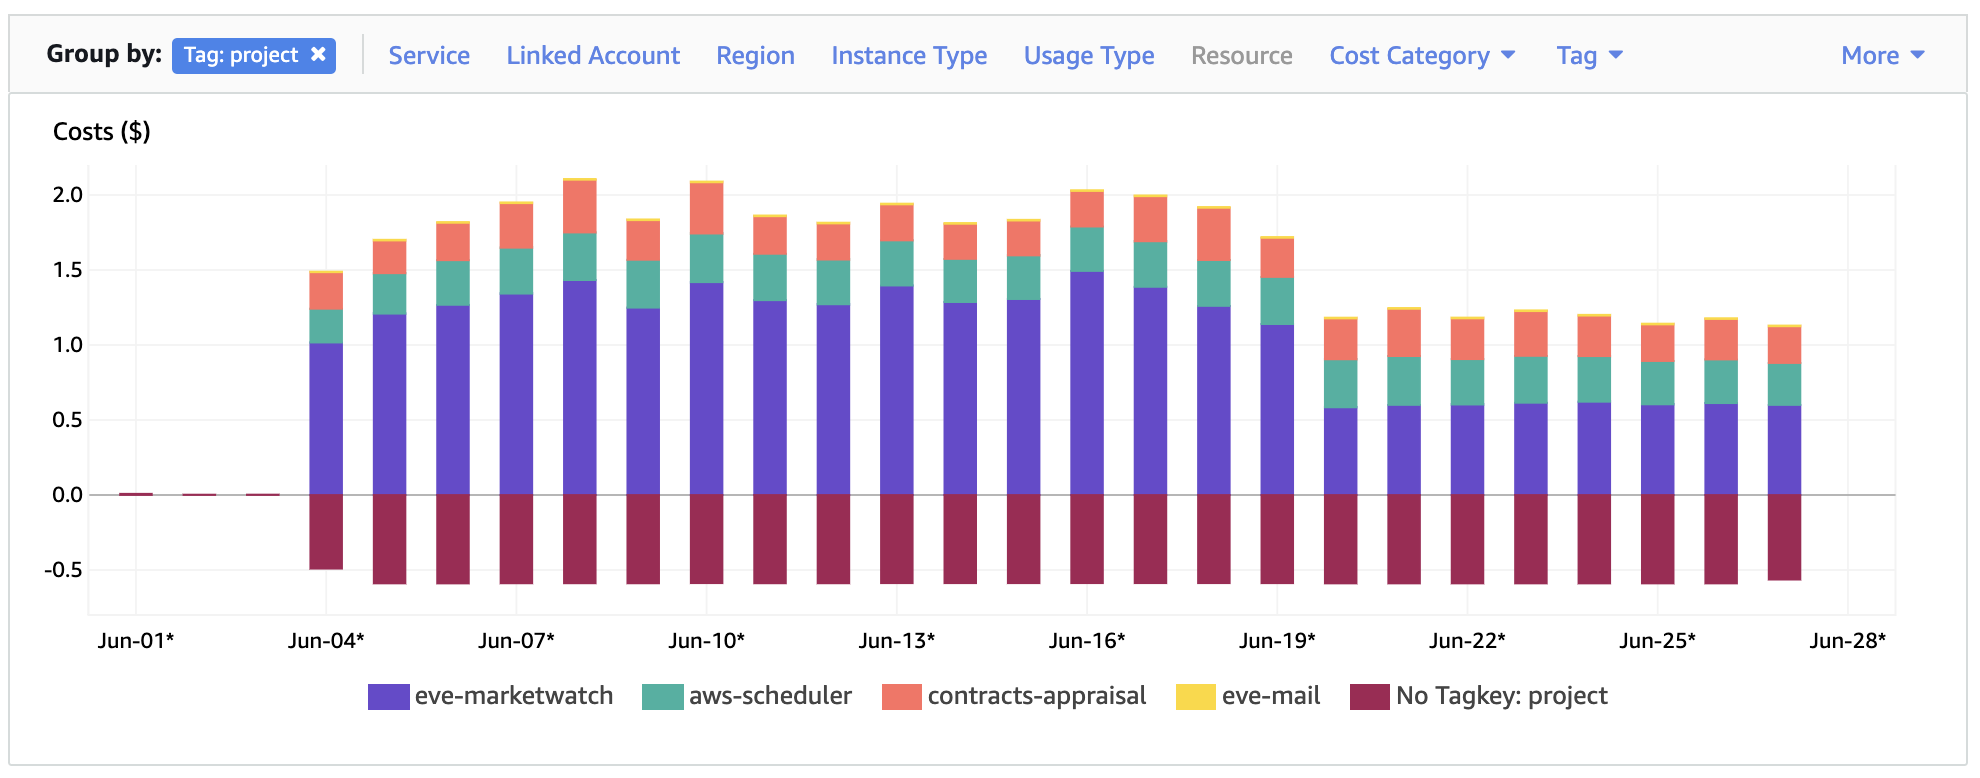 Group by: Tag: project × Service Linked Account Region Instance Type Usage Type Resource Cost Category Tag More
Costs ($)
2.0
1.5
1.0
0.5
0.0
-0.5
Jun-01* Jun-04* Jun-07* Jun-10* Jun-13* Jun-16* Jun-19* Jun-22* Jun-25* Jun-28*
eve-marketwatch aws-scheduler contracts-appraisal eve-mail No Tagkey: project